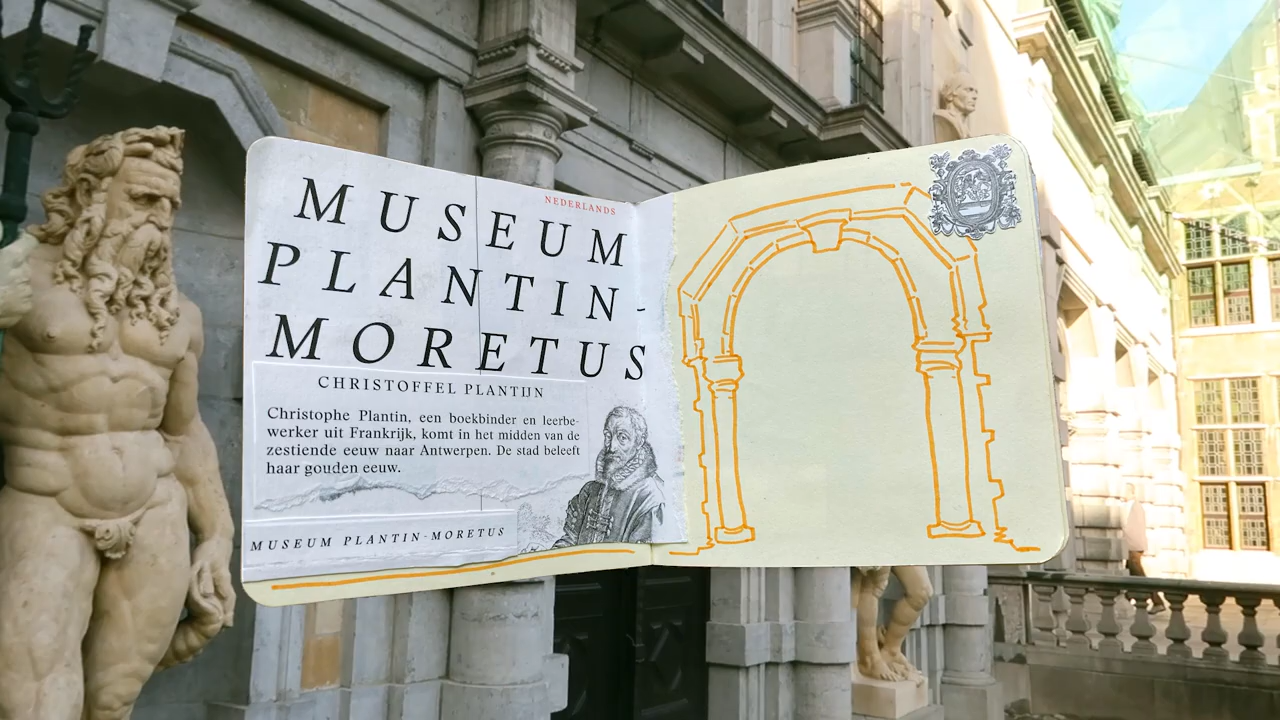 NEDERLANDS
MUSEUM
PLANTIN-
MORETUS
CHRISTOFFEL PLANTIJN
Christophe Plantin, een boekbinder en leerbe-
werker uit Frankrijk, komt in het midden van de
zestiende eeuw naar Antwerpen. De stad beleeft
haar gouden eeuw.
MUSEUM PLANTIN-MORETUS